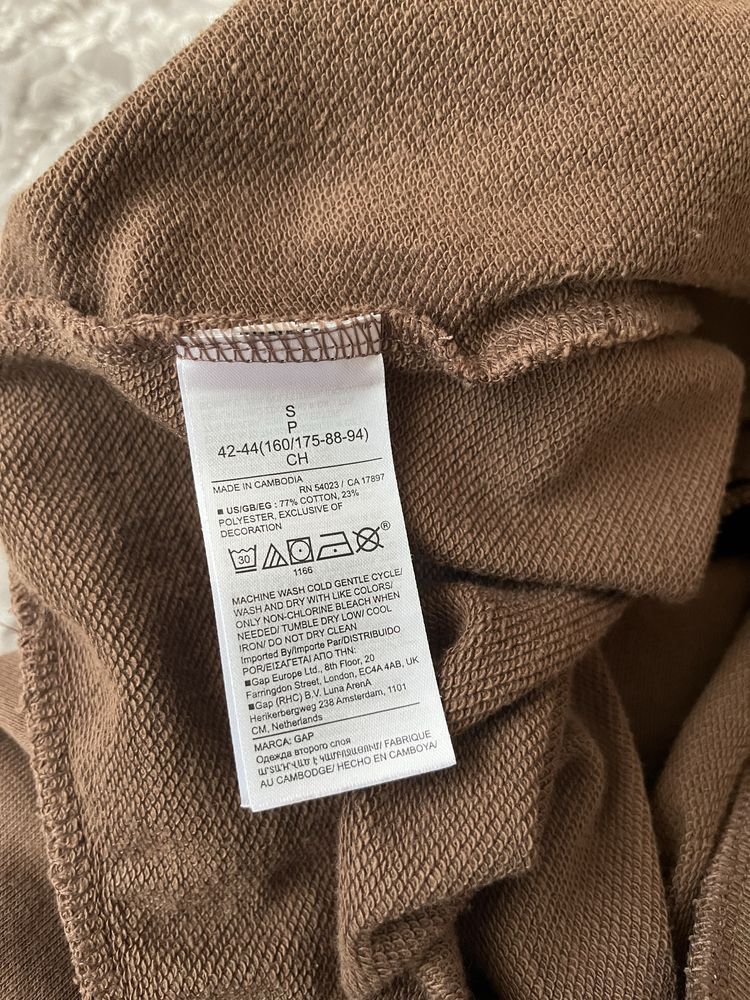 S
P
42-44(160/175-88-94)
CH
MADE IN CAMBODIA
RN 54023 / CA 17897
■ US/GB/EG : 77% COTTON, 23%
POLYESTER, EXCLUSIVE OF
DECORATION
30
®
1166
MACHINE WASH COLD GENTLE CYCLE/
WASH AND DRY WITH LIKE COLORS/
ONLY NON-CHLORINE BLEACH WHEN
NEEDED/ TUMBLE DRY LOW/ COOL
IRON/ DO NOT DRY CLEAN
Imported By/Importe Par/DISTRIBUIDO
POR/ΕΙΣΑΓΕΤΑΙ ΑΠΟ ΤΗΝ:
■Gap Europe Ltd., 8th Floor, 20
Farringdon Street, London, EC4A 4AB, UK
■Gap (RHC) B.V. Luna ArenA
Herikerbergweg 238 Amsterdam, 1101
CM, Netherlands
MARCA: GAP
Одежда второго слоя
ԱՐՏԱԴՐՎԱԾ Է ԿԱՄԲՈՋԱՅՈՒՄ/ FABRIQUE
AU CAMBODGE/ HECHO EN CAMBOYA/